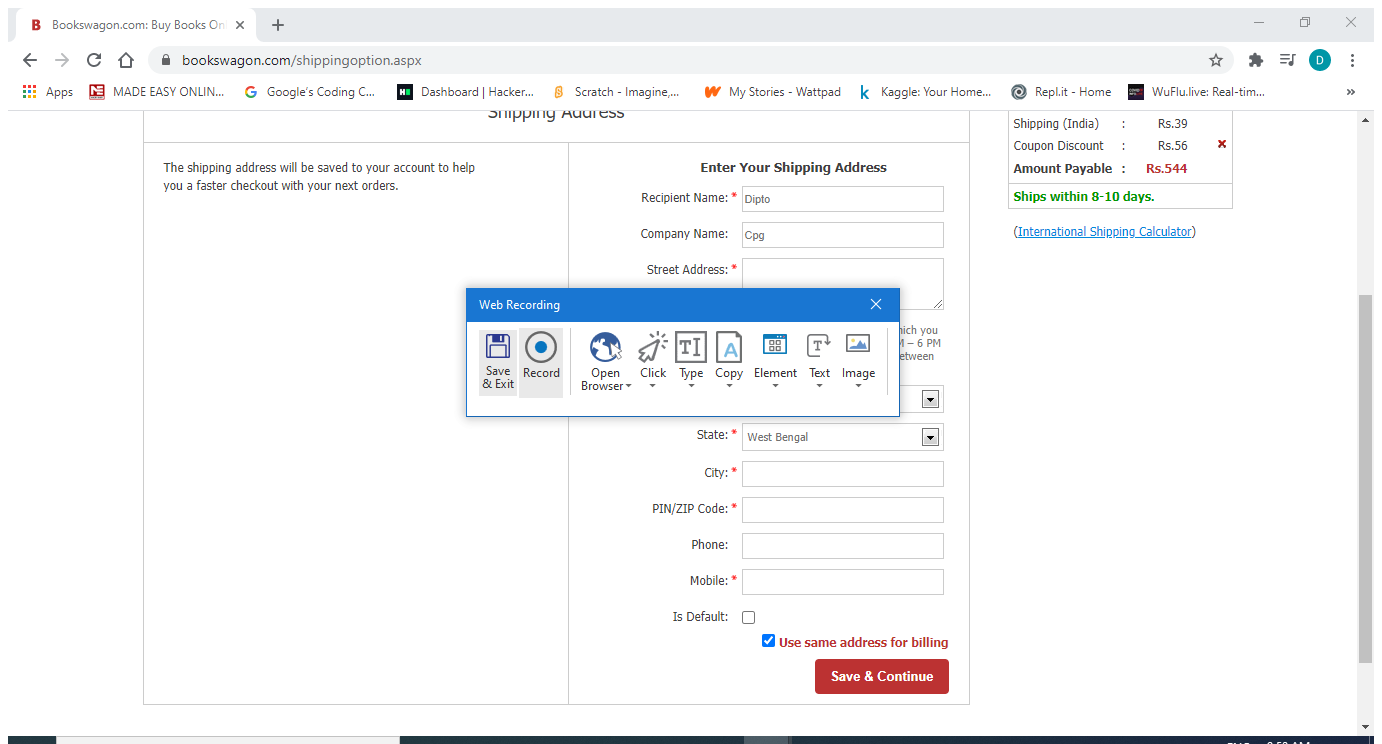 Bookswagon.com: Buy Books On
bookswagon.com/shippingoption.aspx
D
Apps MADE EASY ONLIN... Google's Coding C... Dashboard | Hacker... Scratch - Imagine,... My Stories - Wattpad Kaggle: Your Home... Repl.it - Home WuFlu.live: Real-tim... »
Shipping Address
The shipping address will be saved to your account to help
you a faster checkout with your next orders.
Enter Your Shipping Address
Recipient Name: * Dipto
Company Name: Cpg
Street Address: *
hich you
M – 6 PM
etween
State: * West Bengal
City: *
PIN/ZIP Code: *
Phone:
Mobile: *
Is Default:
Use same address for billing
Save & Continue
Web Recording
Save & Exit
Record
Open Browser
Click
Type
Copy
Element
Text
Image
Shipping (India) : Rs.39
Coupon Discount : Rs.56
Amount Payable : Rs.544
Ships within 8-10 days.
(International Shipping Calculator)